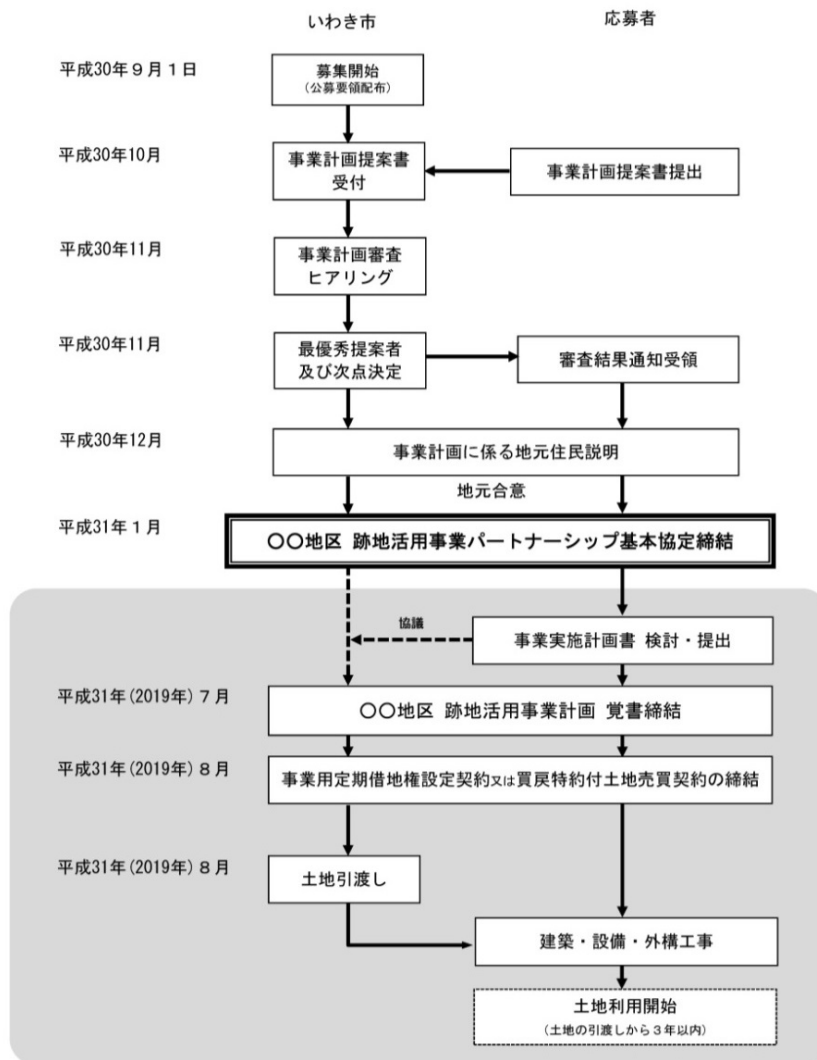 いわき市
応募者
平成30年９月１日
募集開始
（公募要領配布）
平成30年10月
事業計画提案書
受付
事業計画提案書提出
平成30年11月
事業計画審査
ヒアリング
平成30年11月
最優秀提案者
及び次点決定
審査結果通知受領
平成30年12月
事業計画に係る地元住民説明
地元合意
平成31年１月
〇〇地区 跡地活用事業パートナーシップ基本協定締結
協議
事業実施計画書 検討・提出
平成31年(2019年)７月
〇〇地区 跡地活用事業計画 覚書締結
平成31年(2019年)８月
事業用定期借地権設定契約又は買戻特約付土地売買契約の締結
平成31年(2019年)８月
土地引渡し
建築・設備・外構工事
土地利用開始
（土地の引渡しから３年以内）